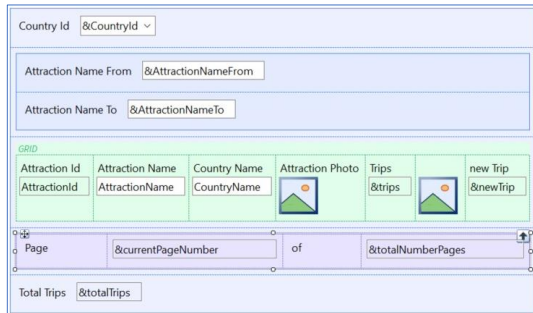 Country Id &CountryId
Attraction Name From &AttractionNameFrom
Attraction Name To &AttractionNameTo
GRID
Attraction Id Attraction Name Country Name Attraction Photo Trips new Trip
AttractionId AttractionName CountryName &trips &newTrip
Page &currentPageNumber of &totalNumberPages
Total Trips &totalTrips